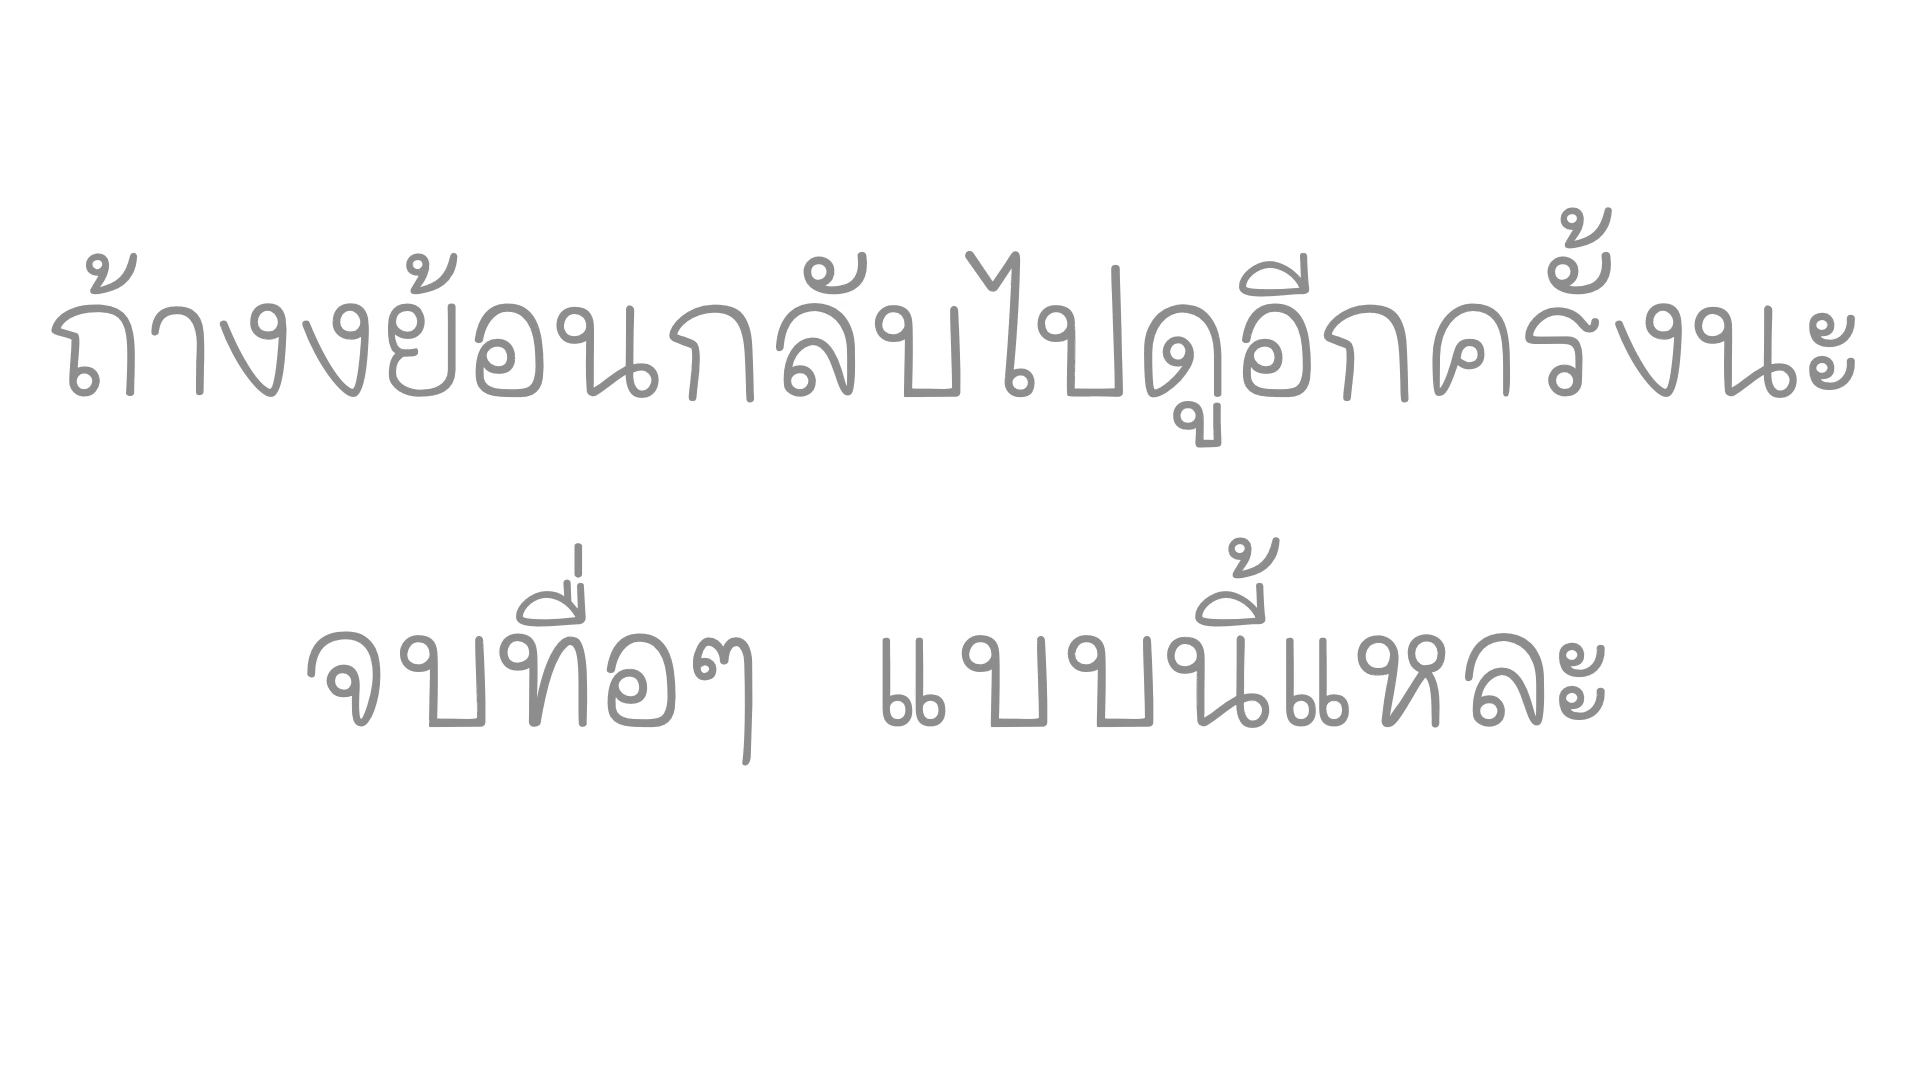 ถ้างงย้อนกลับไปดูอีกครั้งนะ
จบทื่อๆ แบบนี้แหละ